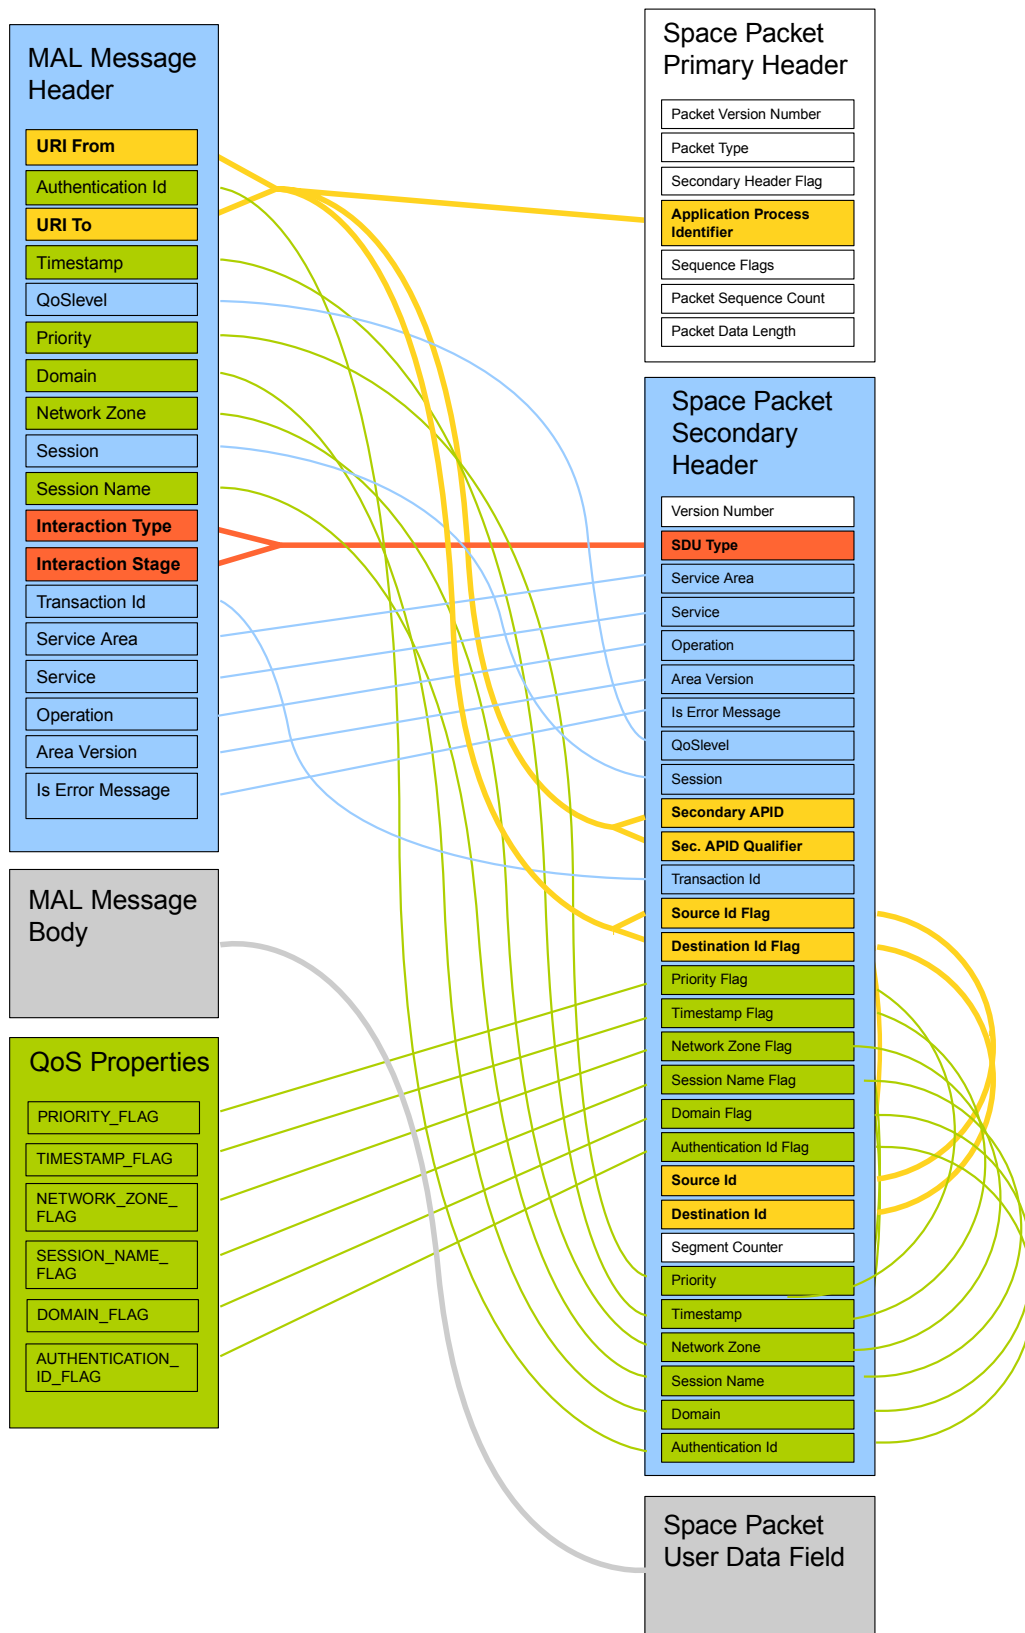 MAL Message
Header
URI From
Authentication Id
URI To
Timestamp
QoSlevel
Priority
Domain
Network Zone
Session
Session Name
Interaction Type
Interaction Stage
Transaction Id
Service Area
Service
Operation
Area Version
Is Error Message
MAL Message
Body
QoS Properties
PRIORITY_FLAG
TIMESTAMP_FLAG
NETWORK_ZONE_
FLAG
SESSION_NAME_
FLAG
DOMAIN_FLAG
AUTHENTICATION_
ID_FLAG
Space Packet
Primary Header
Packet Version Number
Packet Type
Secondary Header Flag
Application Process
Identifier
Sequence Flags
Packet Sequence Count
Packet Data Length
Space Packet
Secondary
Header
Version Number
SDU Type
Service Area
Service
Operation
Area Version
Is Error Message
QoSlevel
Session
Secondary APID
Sec. APID Qualifier
Transaction Id
Source Id Flag
Destination Id Flag
Priority Flag
Timestamp Flag
Network Zone Flag
Session Name Flag
Domain Flag
Authentication Id Flag
Source Id
Destination Id
Segment Counter
Priority
Timestamp
Network Zone
Session Name
Domain
Authentication Id
Space Packet
User Data Field